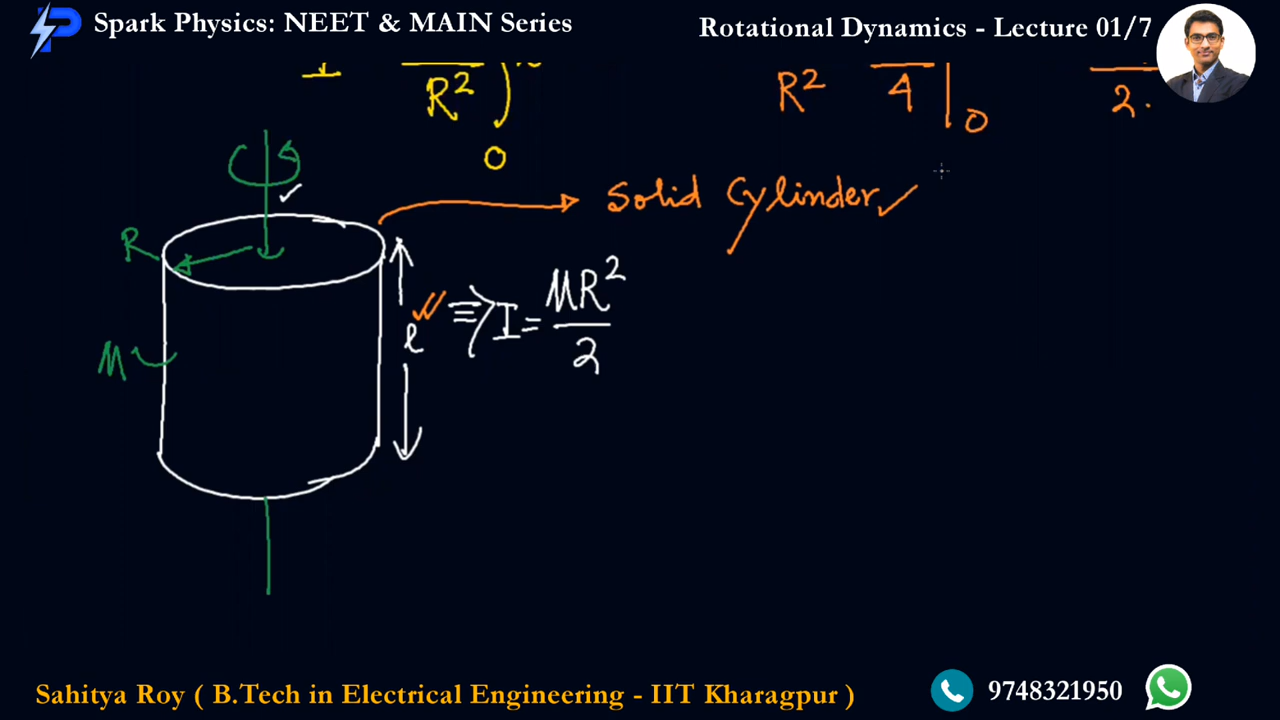 Spark Physics: NEET & MAIN Series
Rotational Dynamics - Lecture 01/7
R²
0
R² 4 0
2.
Solid Cylinder
R
M
l
⇒ I = MR²/2
Sahitya Roy ( B.Tech in Electrical Engineering - IIT Kharagpur )
9748321950